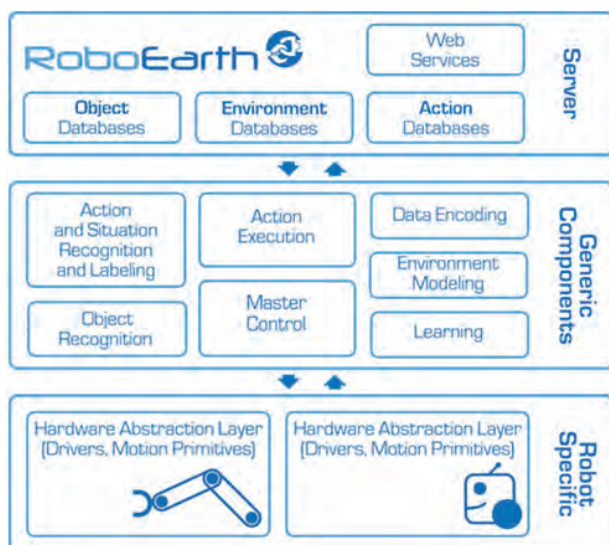 RoboEarth
Web
Services
Object
Databases
Environment
Databases
Action
Databases
Server
Action
and Situation
Recognition
and Labeling
Action
Execution
Data Encoding
Environment
Modeling
Object
Recognition
Master
Control
Learning
Generic
Components
Hardware Abstraction Layer
(Drivers, Motion Primitives)
Hardware Abstraction Layer
(Drivers, Motion Primitives)
Robot
Specific